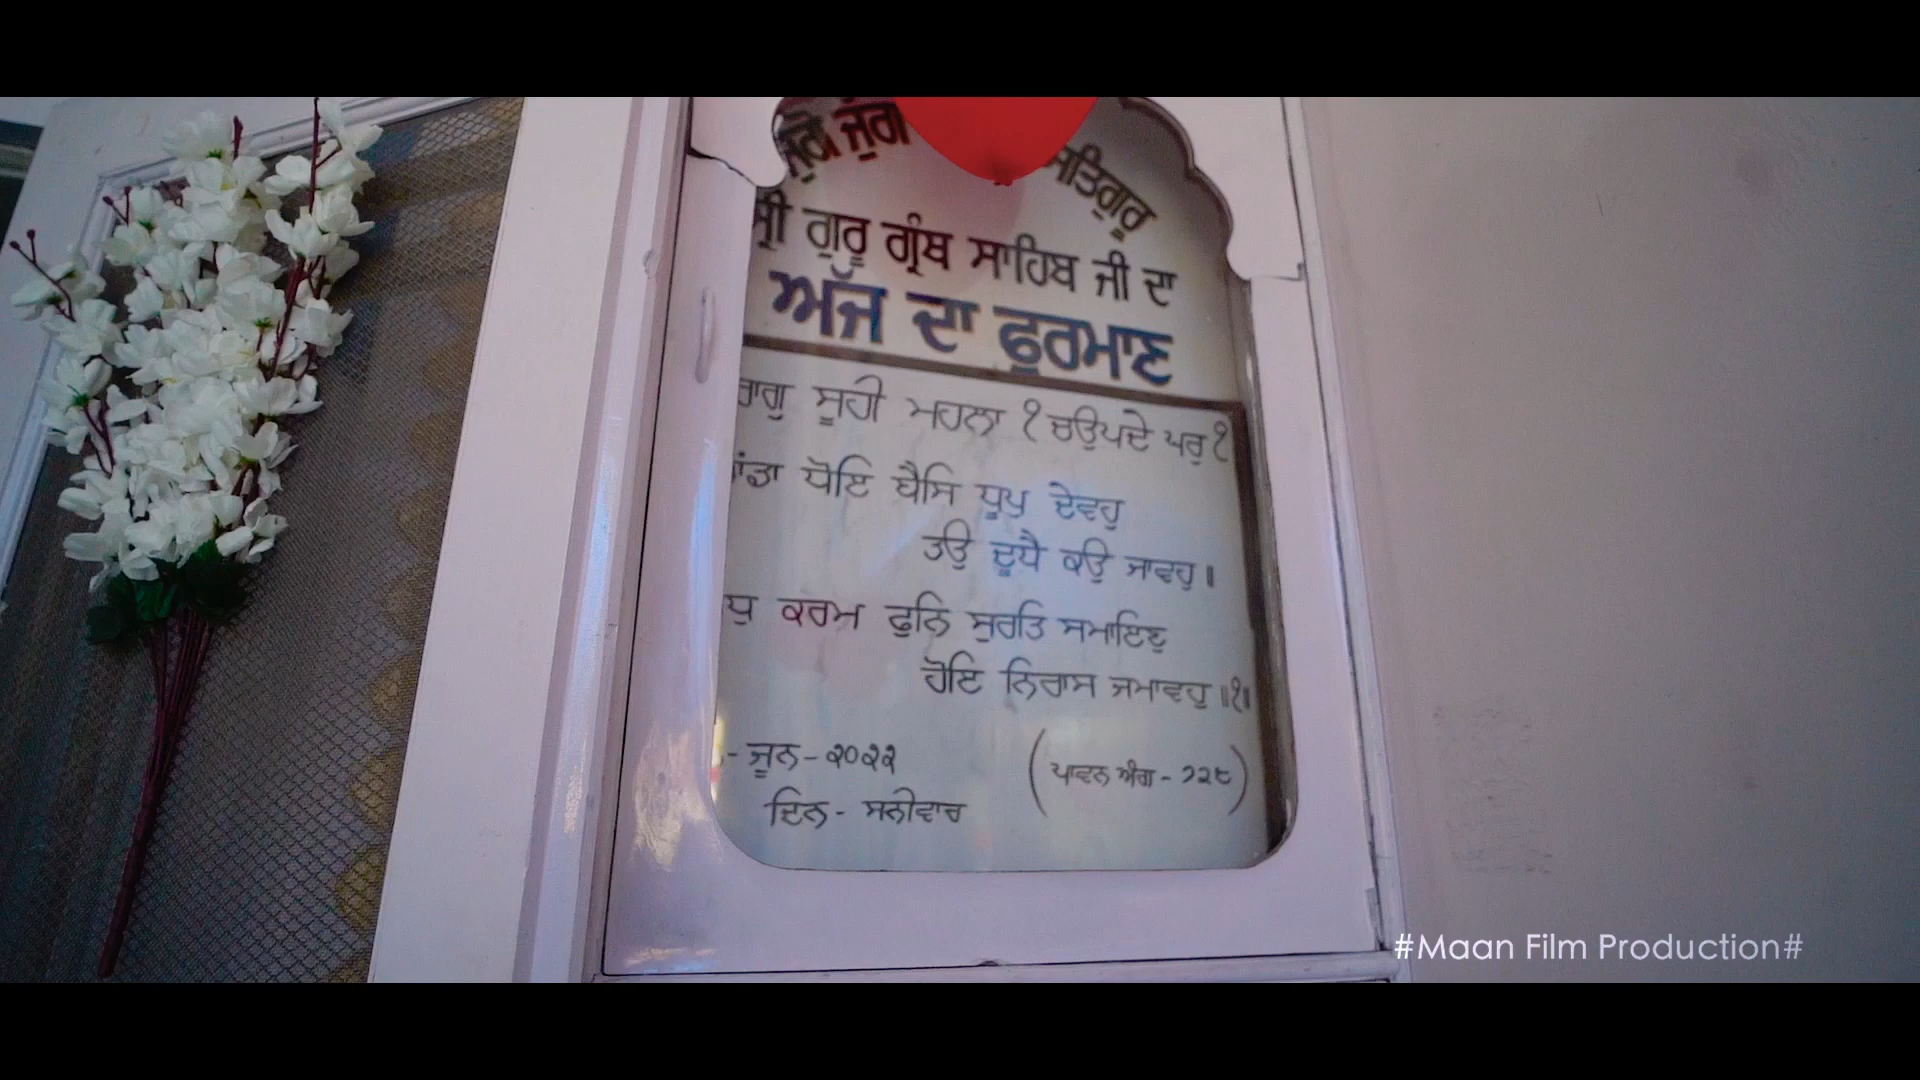 ਜੁਗੋ ਜੁਗ ਸਤਿਗੁਰੂ
ਸ੍ਰੀ ਗੁਰੂ ਗ੍ਰੰਥ ਸਾਹਿਬ ਜੀ ਦਾ
ਅੱਜ ਦਾ ਫੁਰਮਾਣ
ਰਾਗੁ ਸੂਹੀ ਮਹਲਾ ੧ ਚਉਪਦੇ ਘਰੁ ੧
ਧੋਇ ਬੈਸਿ ਧੂਪੁ ਦੇਵਹੁ
ਤਉ ਦੂਧੈ ਕਉ ਜਾਵਹੁ ॥
ਕਰਮ ਫੁਨਿ ਸੁਰਤਿ ਸਮਾਇਣੁ
ਹੋਇ ਨਿਰਾਸ ਜਮਾਵਹੁ ॥੧॥
- ਜੂਨ - ੨੦੨੨
(ਪਾਵਨ ਅੰਗ - ੭੨੮)
ਦਿਨ - ਸਨੀਵਾਰ
#Maan Film Production#